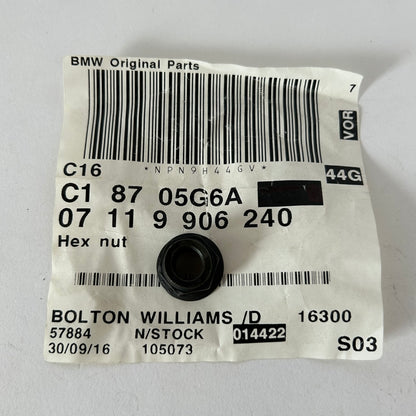 BMW Original Parts
7
VOR
*NPN9H44GV*
C16
44G
C1 87 05G6A
07 11 9 906 240
Hex nut
BOLTON WILLIAMS /D 16300
57884 N/STOCK 014422
30/09/16 105073 S03